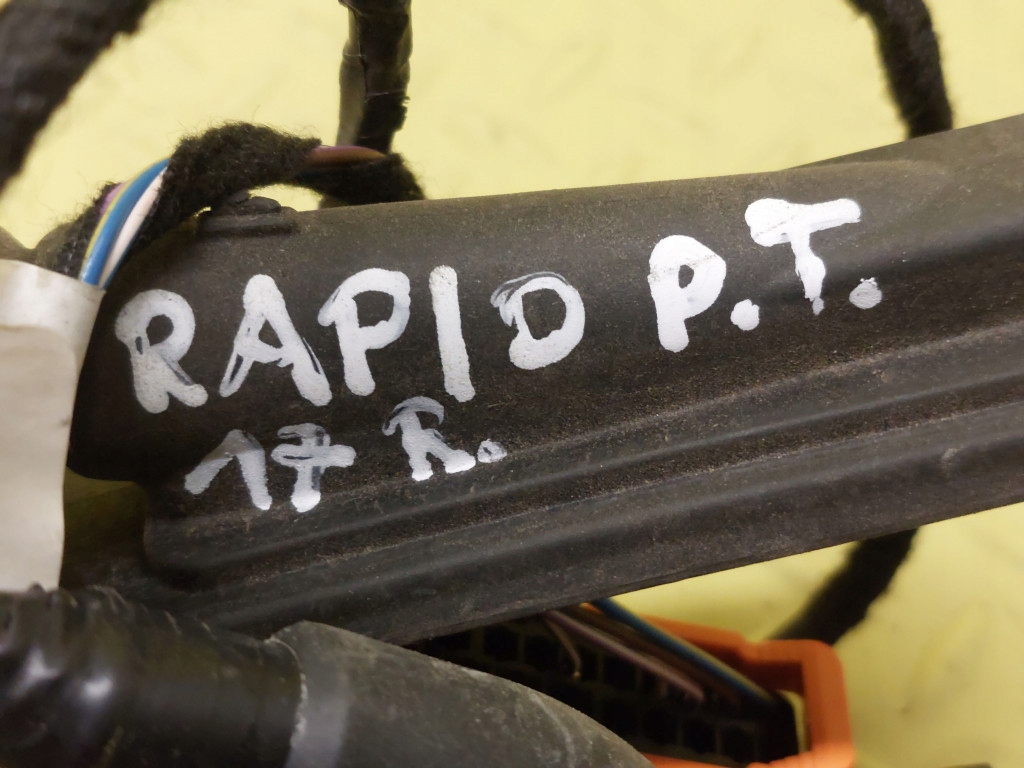 RAPID P.T.
17 R.